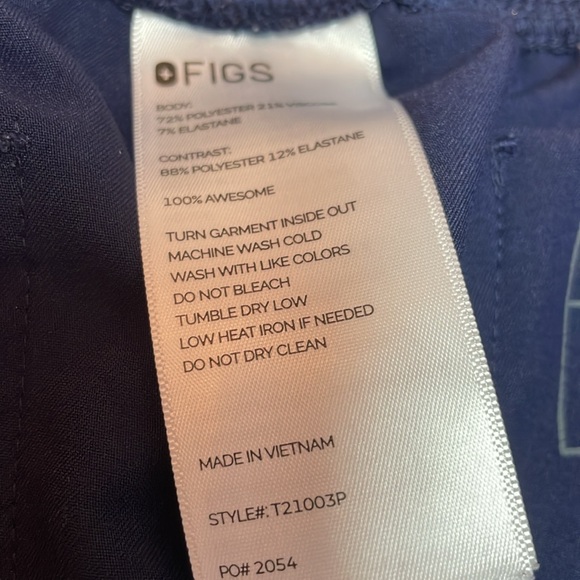 FIGS
BODY:
72% POLYESTER 21%
7% ELASTANE
CONTRAST:
88% POLYESTER 12% ELASTANE
100% AWESOME
TURN GARMENT INSIDE OUT
MACHINE WASH COLD
WASH WITH LIKE COLORS
DO NOT BLEACH
TUMBLE DRY LOW
LOW HEAT IRON IF NEEDED
DO NOT DRY CLEAN
MADE IN VIETNAM
STYLE#: T21003P
PO# 2054